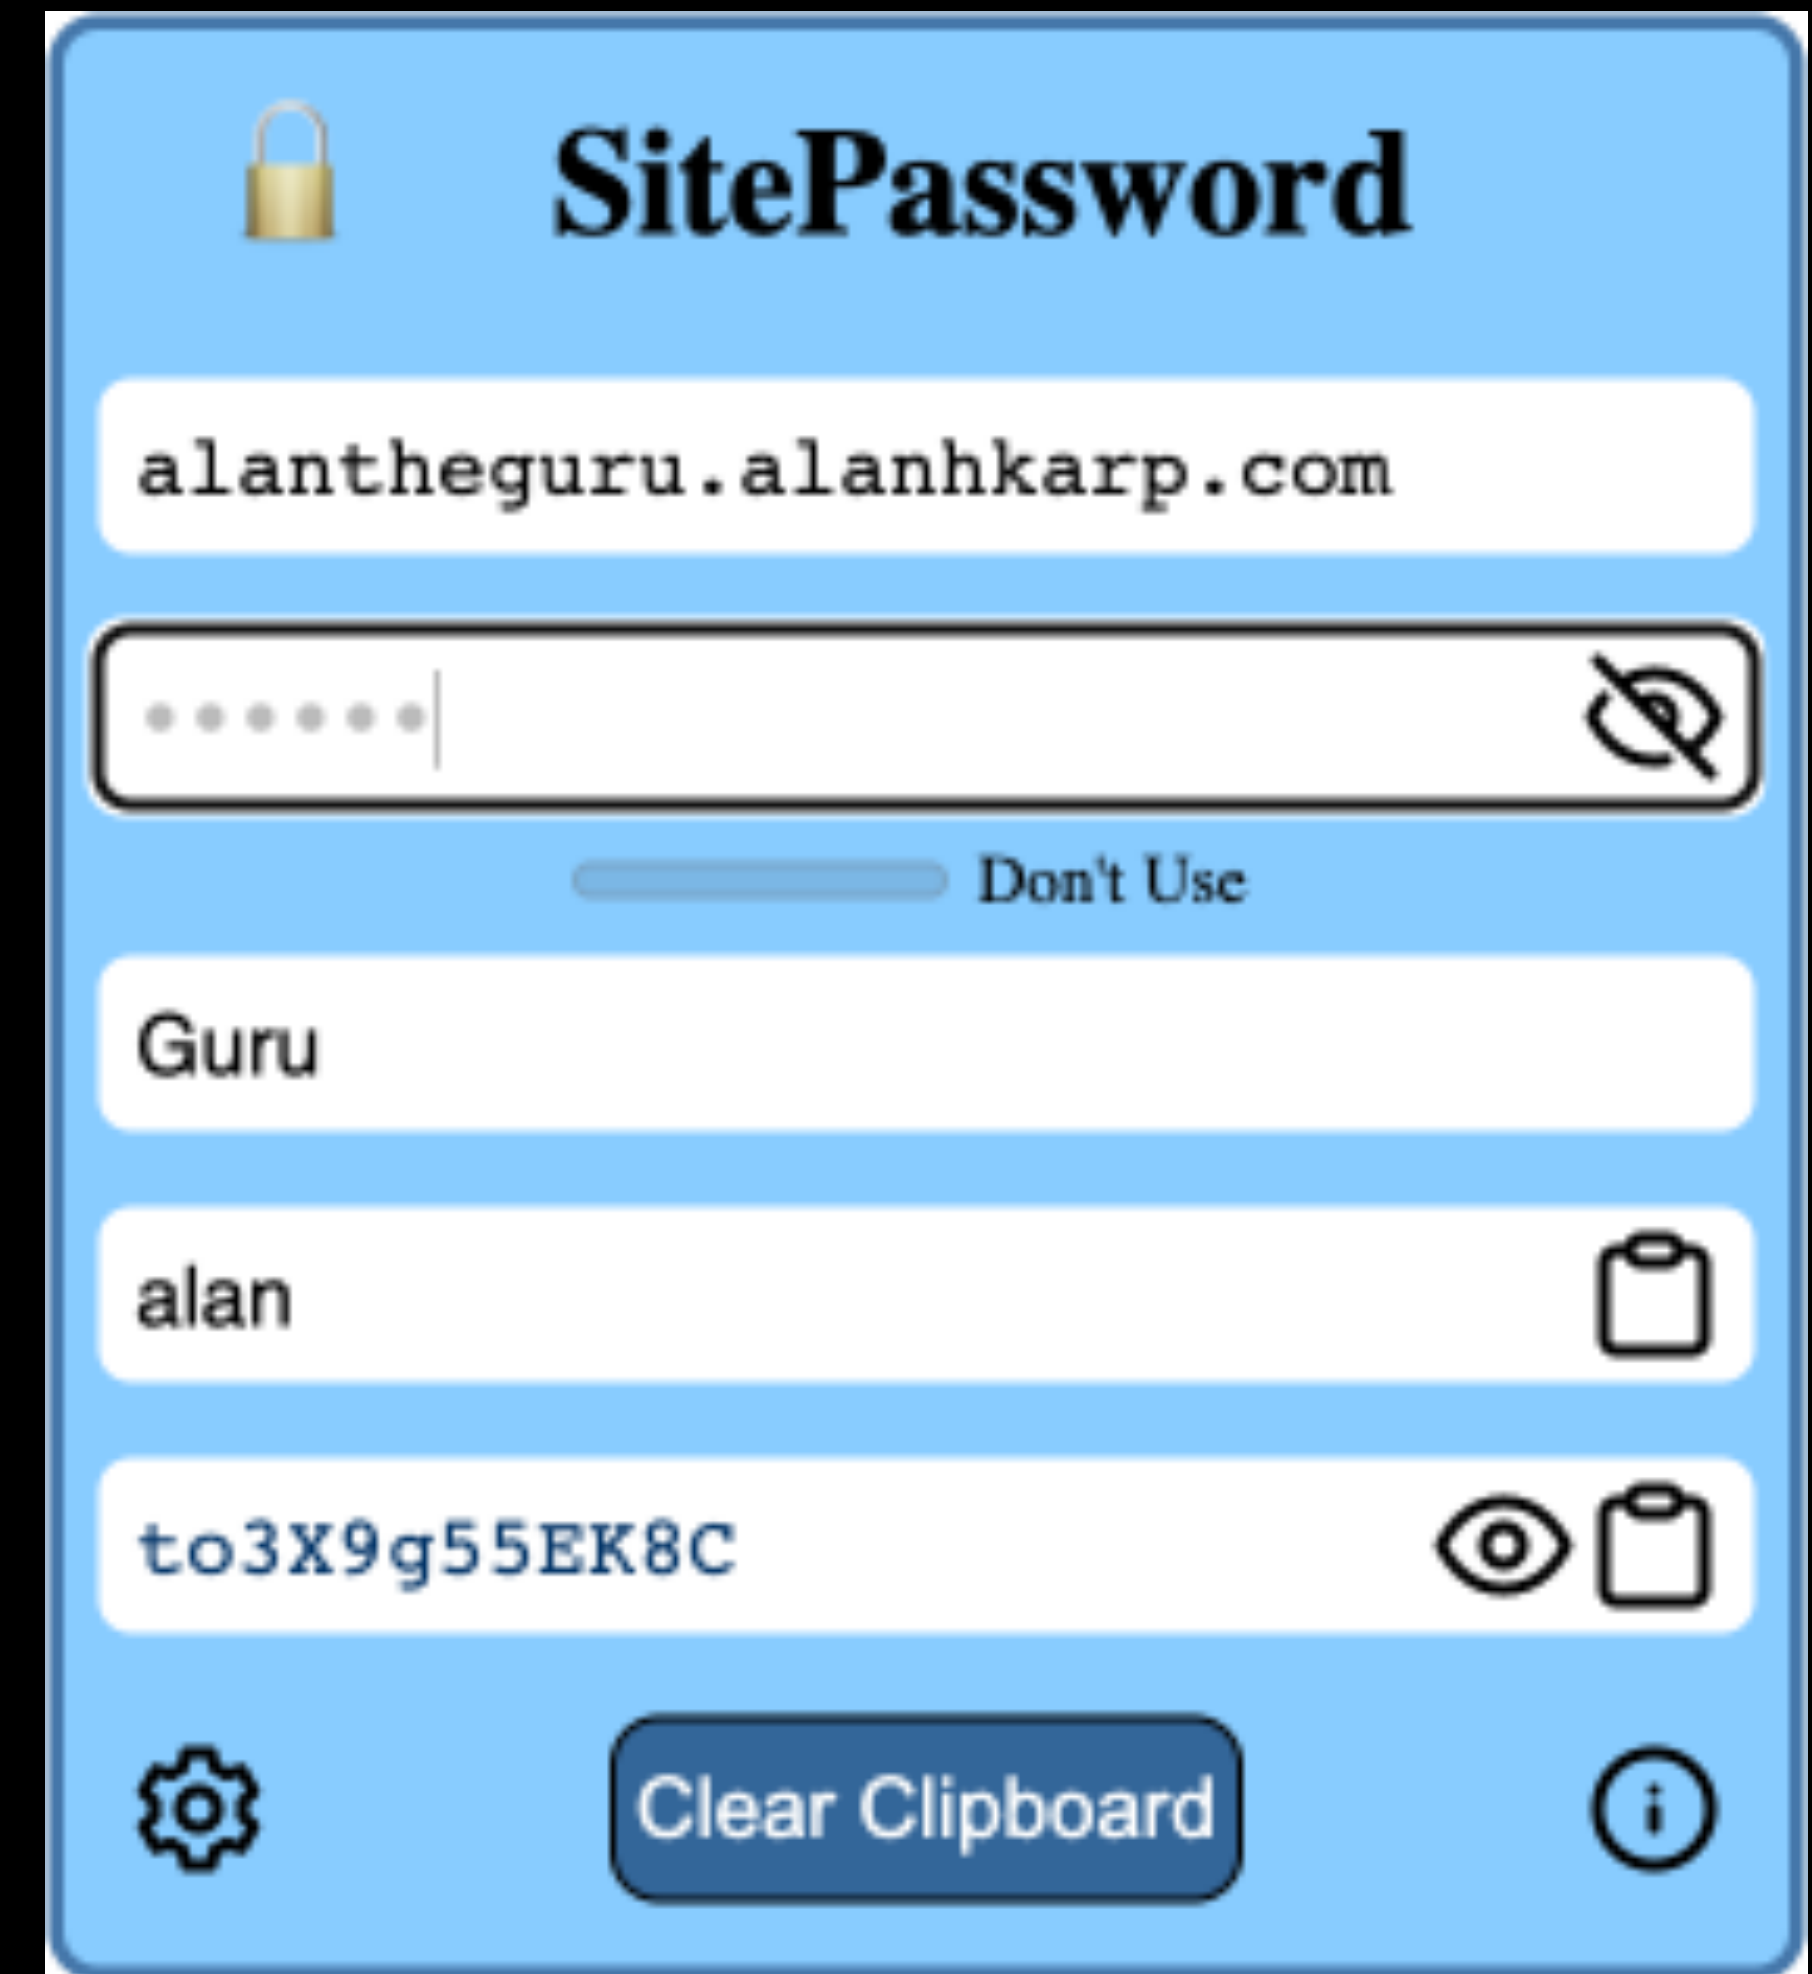 SitePassword
alantheguru.alanhkarp.com
••••••
Don't Use
Guru
alan
to3X9g55EK8C
Clear Clipboard